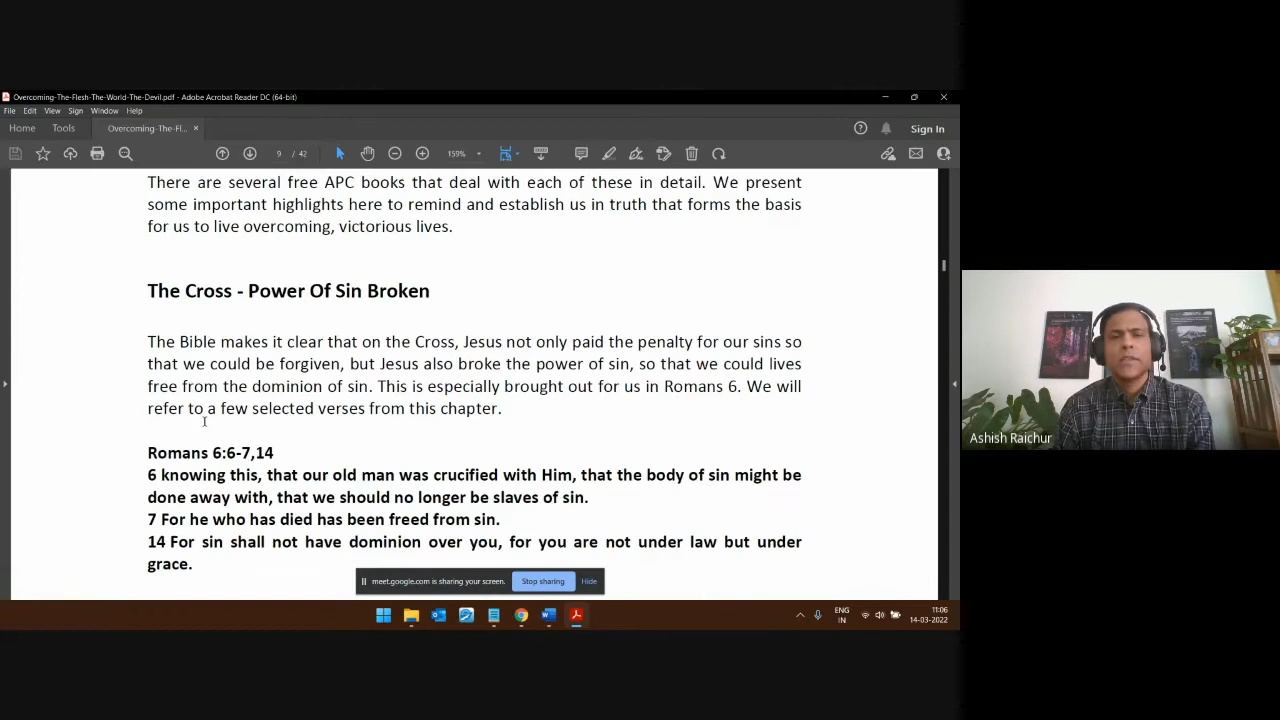 Overcoming-The-Flesh-The-World-The-Devil.pdf - Adobe Acrobat Reader DC (64-bit)
File Edit View Sign Window Help
Home Tools Overcoming-The-Fl... × Sign In
9 / 42 159%
There are several free APC books that deal with each of these in detail. We present
some important highlights here to remind and establish us in truth that forms the basis
for us to live overcoming, victorious lives.
The Cross - Power Of Sin Broken
The Bible makes it clear that on the Cross, Jesus not only paid the penalty for our sins so
that we could be forgiven, but Jesus also broke the power of sin, so that we could lives
free from the dominion of sin. This is especially brought out for us in Romans 6. We will
refer to a few selected verses from this chapter.
Romans 6:6-7,14
6 knowing this, that our old man was crucified with Him, that the body of sin might be
done away with, that we should no longer be slaves of sin.
7 For he who has died has been freed from sin.
14 For sin shall not have dominion over you, for you are not under law but under
grace.
meet.google.com is sharing your screen. Stop sharing Hide
ENG
IN
11:06
14-03-2022
Ashish Raichur